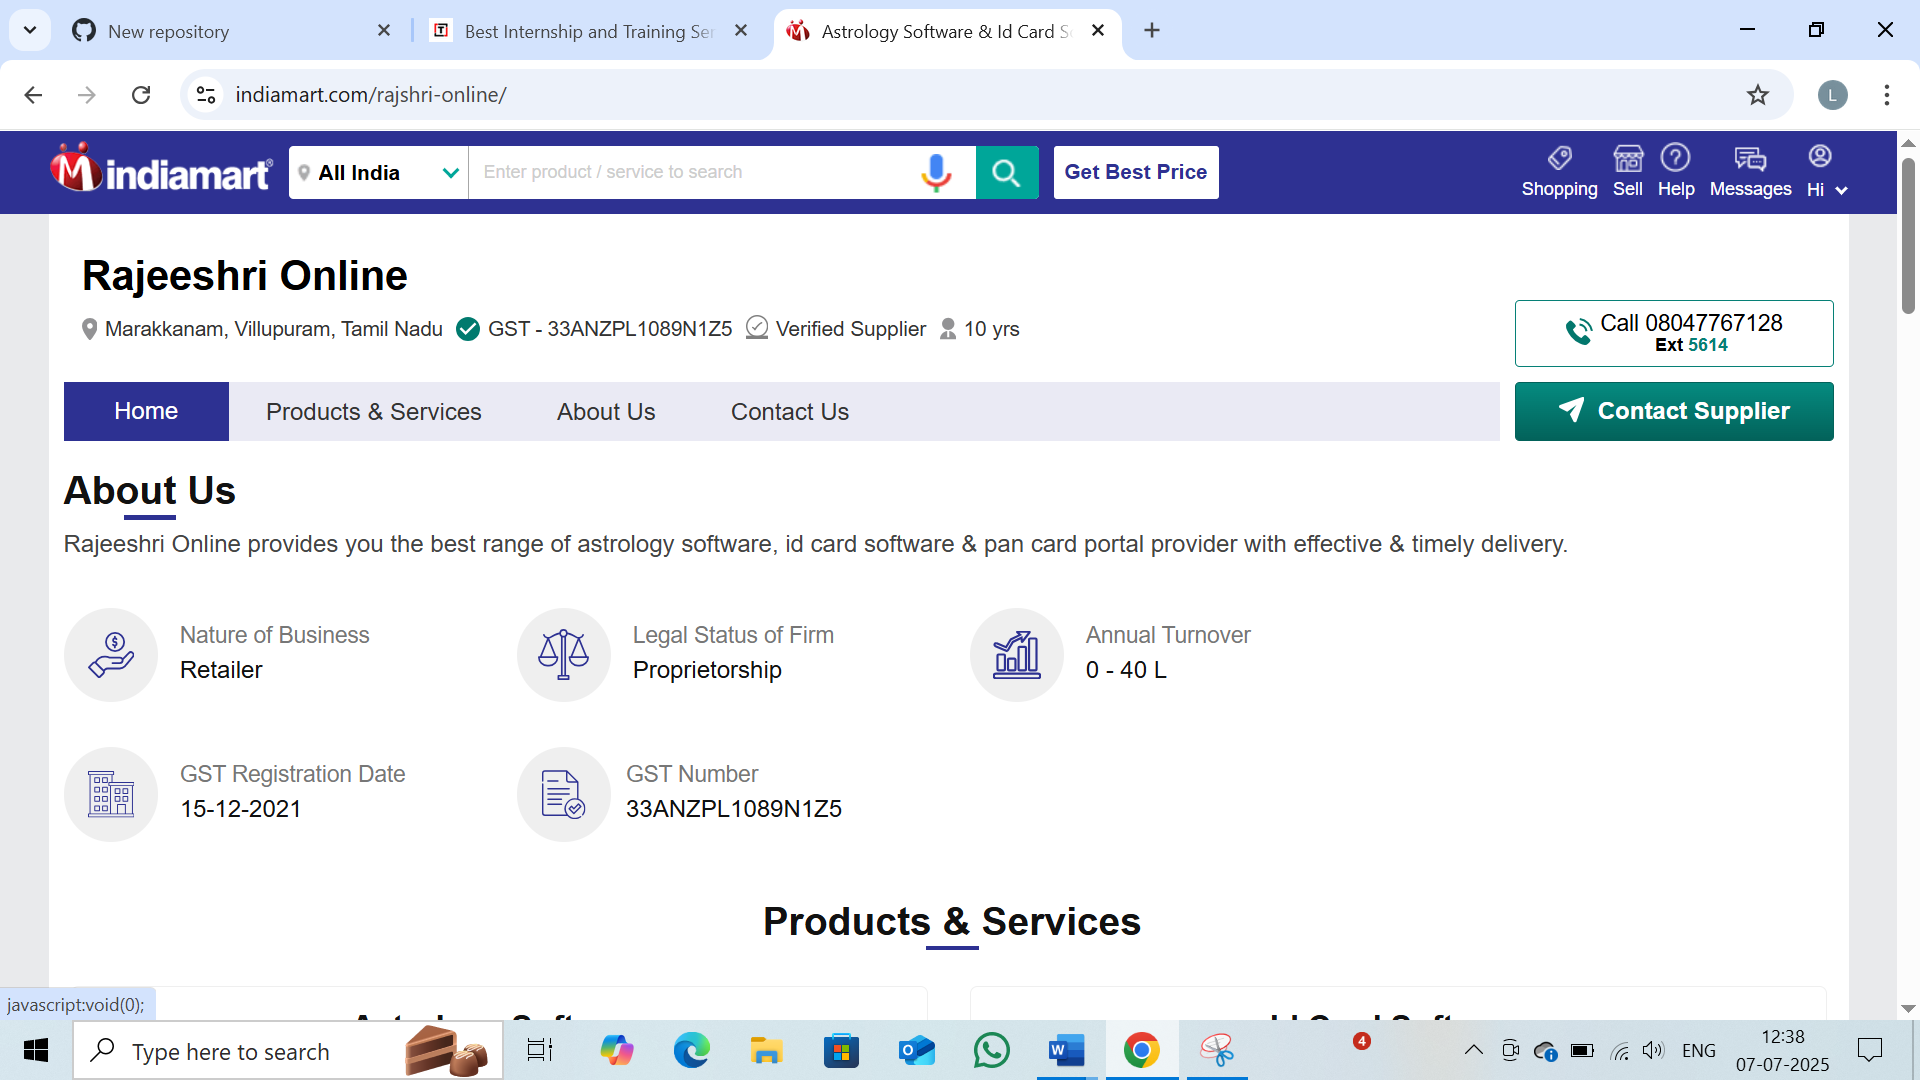 New repository
Best Internship and Training Ser
Astrology Software & Id Card S
indiamart.com/rajshri-online/
L
indiamart
All India
Enter product / service to search
Get Best Price
Shopping
Sell
Help
Messages
Hi
Rajeeshri Online
Marakkanam, Villupuram, Tamil Nadu GST - 33ANZPL1089N1Z5 Verified Supplier 10 yrs
Call 08047767128
Ext 5614
Home Products & Services About Us Contact Us
Contact Supplier
About Us
Rajeeshri Online provides you the best range of astrology software, id card software & pan card portal provider with effective & timely delivery.
Nature of Business
Retailer
Legal Status of Firm
Proprietorship
Annual Turnover
0 - 40 L
GST Registration Date
15-12-2021
GST Number
33ANZPL1089N1Z5
Products & Services
javascript:void(0);
Type here to search
4
ENG
12:38
07-07-2025